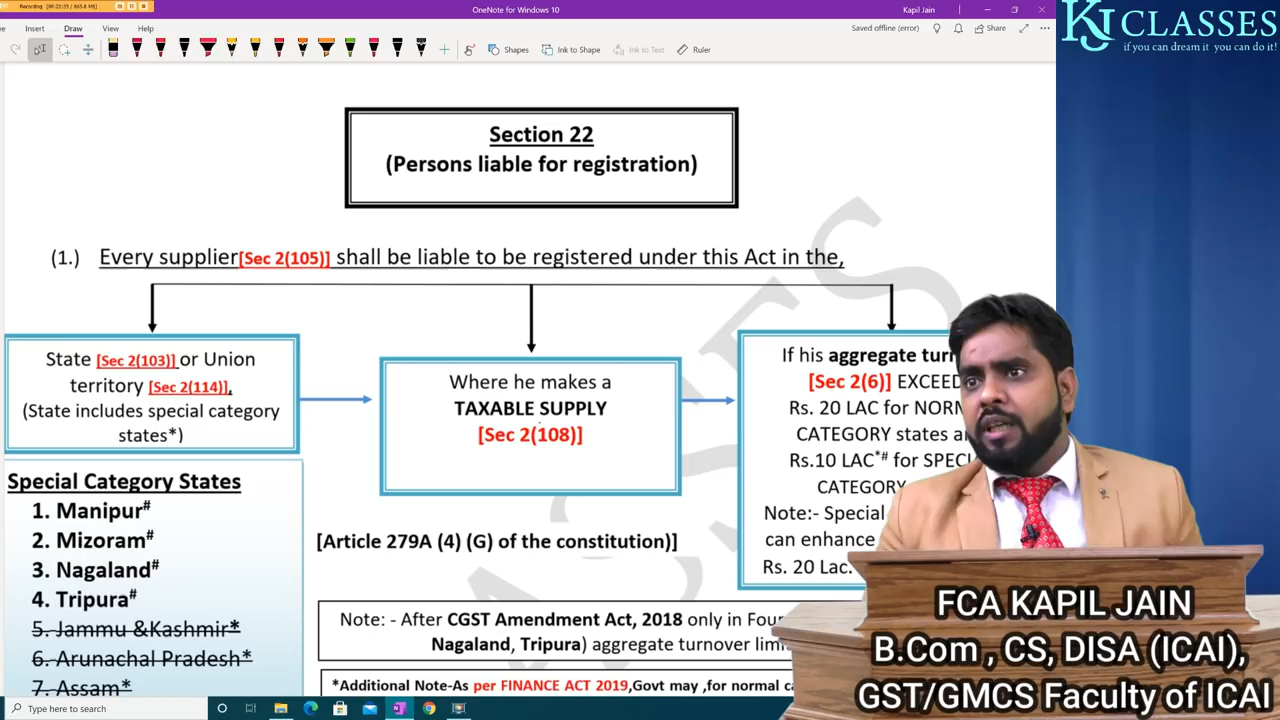 Recording
OneNote for Windows 10
Kapil Jain
Insert
Draw
View
Help
Saved offline (error)
Share
Shapes
Ink to Shape
Ink to Text
Ruler
KJ CLASSES
if you can dream it you can do it!
Section 22
(Persons liable for registration)
(1.) Every supplier[Sec 2(105)] shall be liable to be registered under this Act in the,
State [Sec 2(103)] or Union
territory [Sec 2(114)],
(State includes special category
states*)
Where he makes a
TAXABLE SUPPLY
[Sec 2(108)]
If his aggregate turn
[Sec 2(6)] EXCEED
Rs. 20 LAC for NORM
CATEGORY states a
Rs.10 LAC*# for SPECI
CATEGORY
Note:- Special
can enhance
Rs. 20 Lac.
Special Category States
1. Manipur#
2. Mizoram#
3. Nagaland#
4. Tripura#
5. Jammu &Kashmir*
6. Arunachal Pradesh*
7. Assam*
[Article 279A (4) (G) of the constitution)]
Note: - After CGST Amendment Act, 2018 only in Four
Nagaland, Tripura) aggregate turnover limi
*Additional Note-As per FINANCE ACT 2019,Govt may ,for normal ca
FCA KAPIL JAIN
B.Com , CS, DISA (ICAI),
GST/GMCS Faculty of ICAI
Type here to search